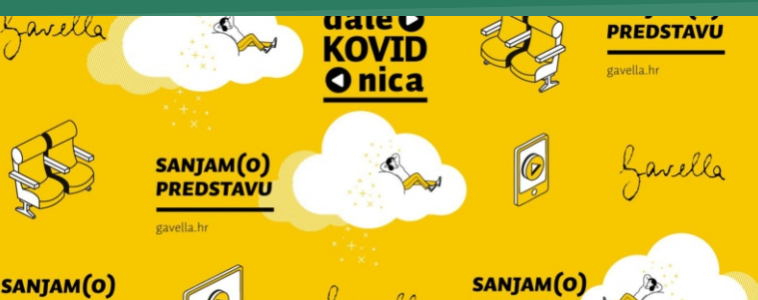 Gavella
dale
KOVID
nica
PREDSTAVU
gavella.hr
SANJAM(O)
PREDSTAVU
gavella.hr
Gavella
SANJAM(O)
SANJAM(O)